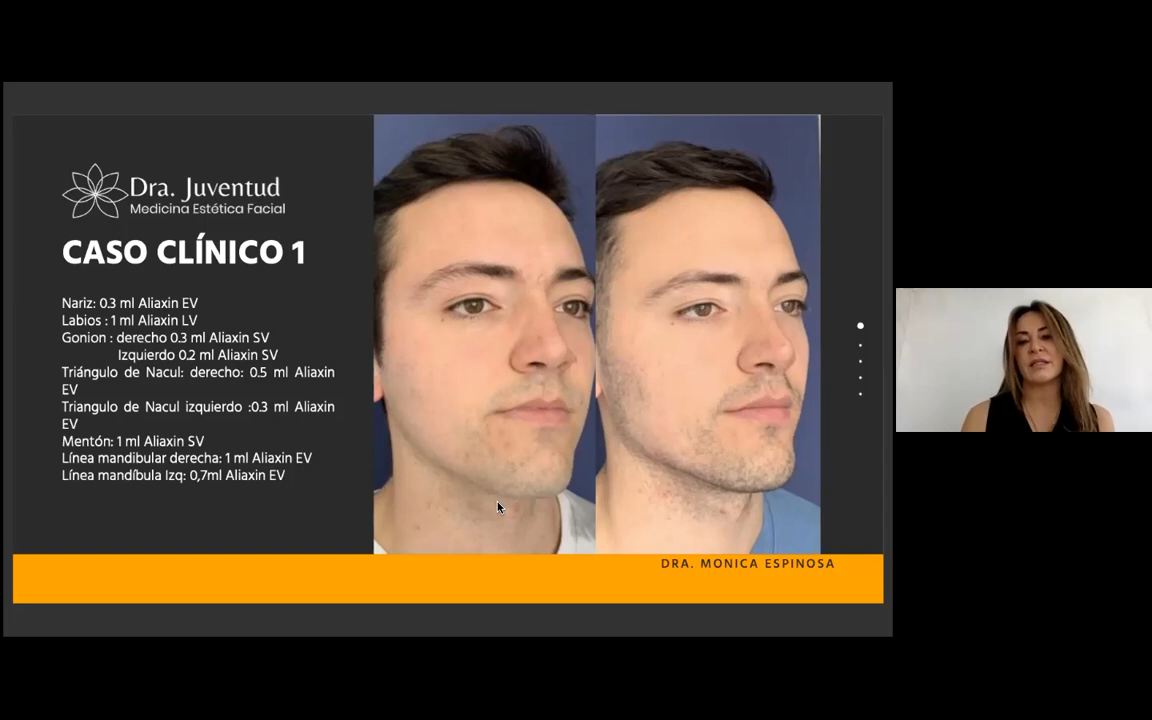 Dra. Juventud
Medicina Estética Facial
CASO CLÍNICO 1
Nariz: 0.3 ml Aliaxin EV
Labios : 1 ml Aliaxin LV
Gonion : derecho 0.3 ml Aliaxin SV
Izquierdo 0.2 ml Aliaxin SV
Triángulo de Nacul: derecho: 0.5 ml Aliaxin
EV
Triangulo de Nacul izquierdo :0.3 ml Aliaxin
EV
Mentón: 1 ml Aliaxin SV
Línea mandibular derecha: 1 ml Aliaxin EV
Línea mandíbula Izq: 0,7ml Aliaxin EV
DRA. MONICA ESPINOSA